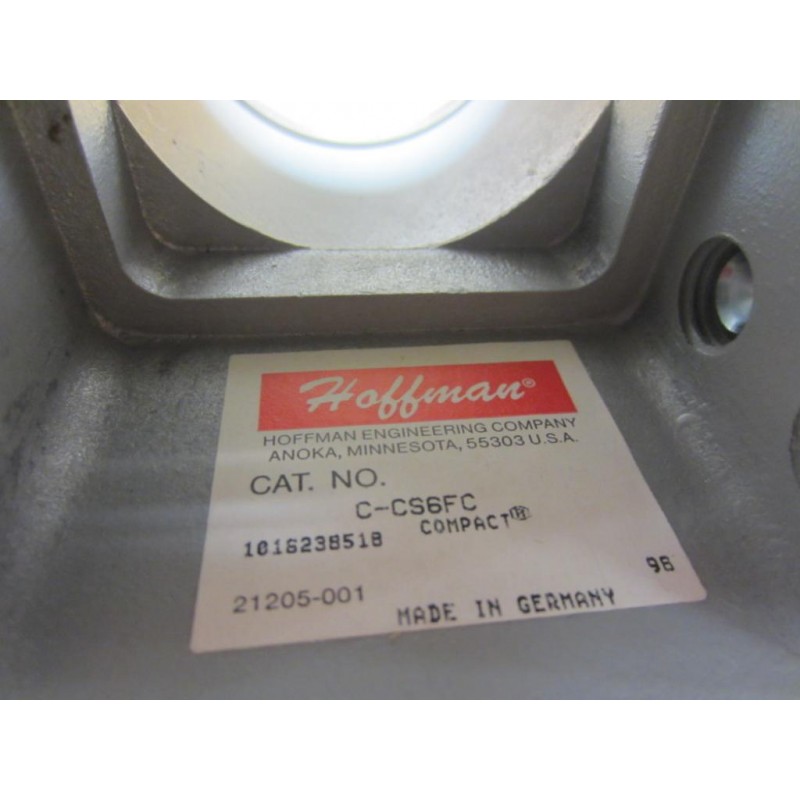 Hoffman®
HOFFMAN ENGINEERING COMPANY
ANOKA, MINNESOTA, 55303 U.S.A.
CAT. NO.
C-CS6FC
COMPACT®
1016238518
21205-001
98
MADE IN GERMANY